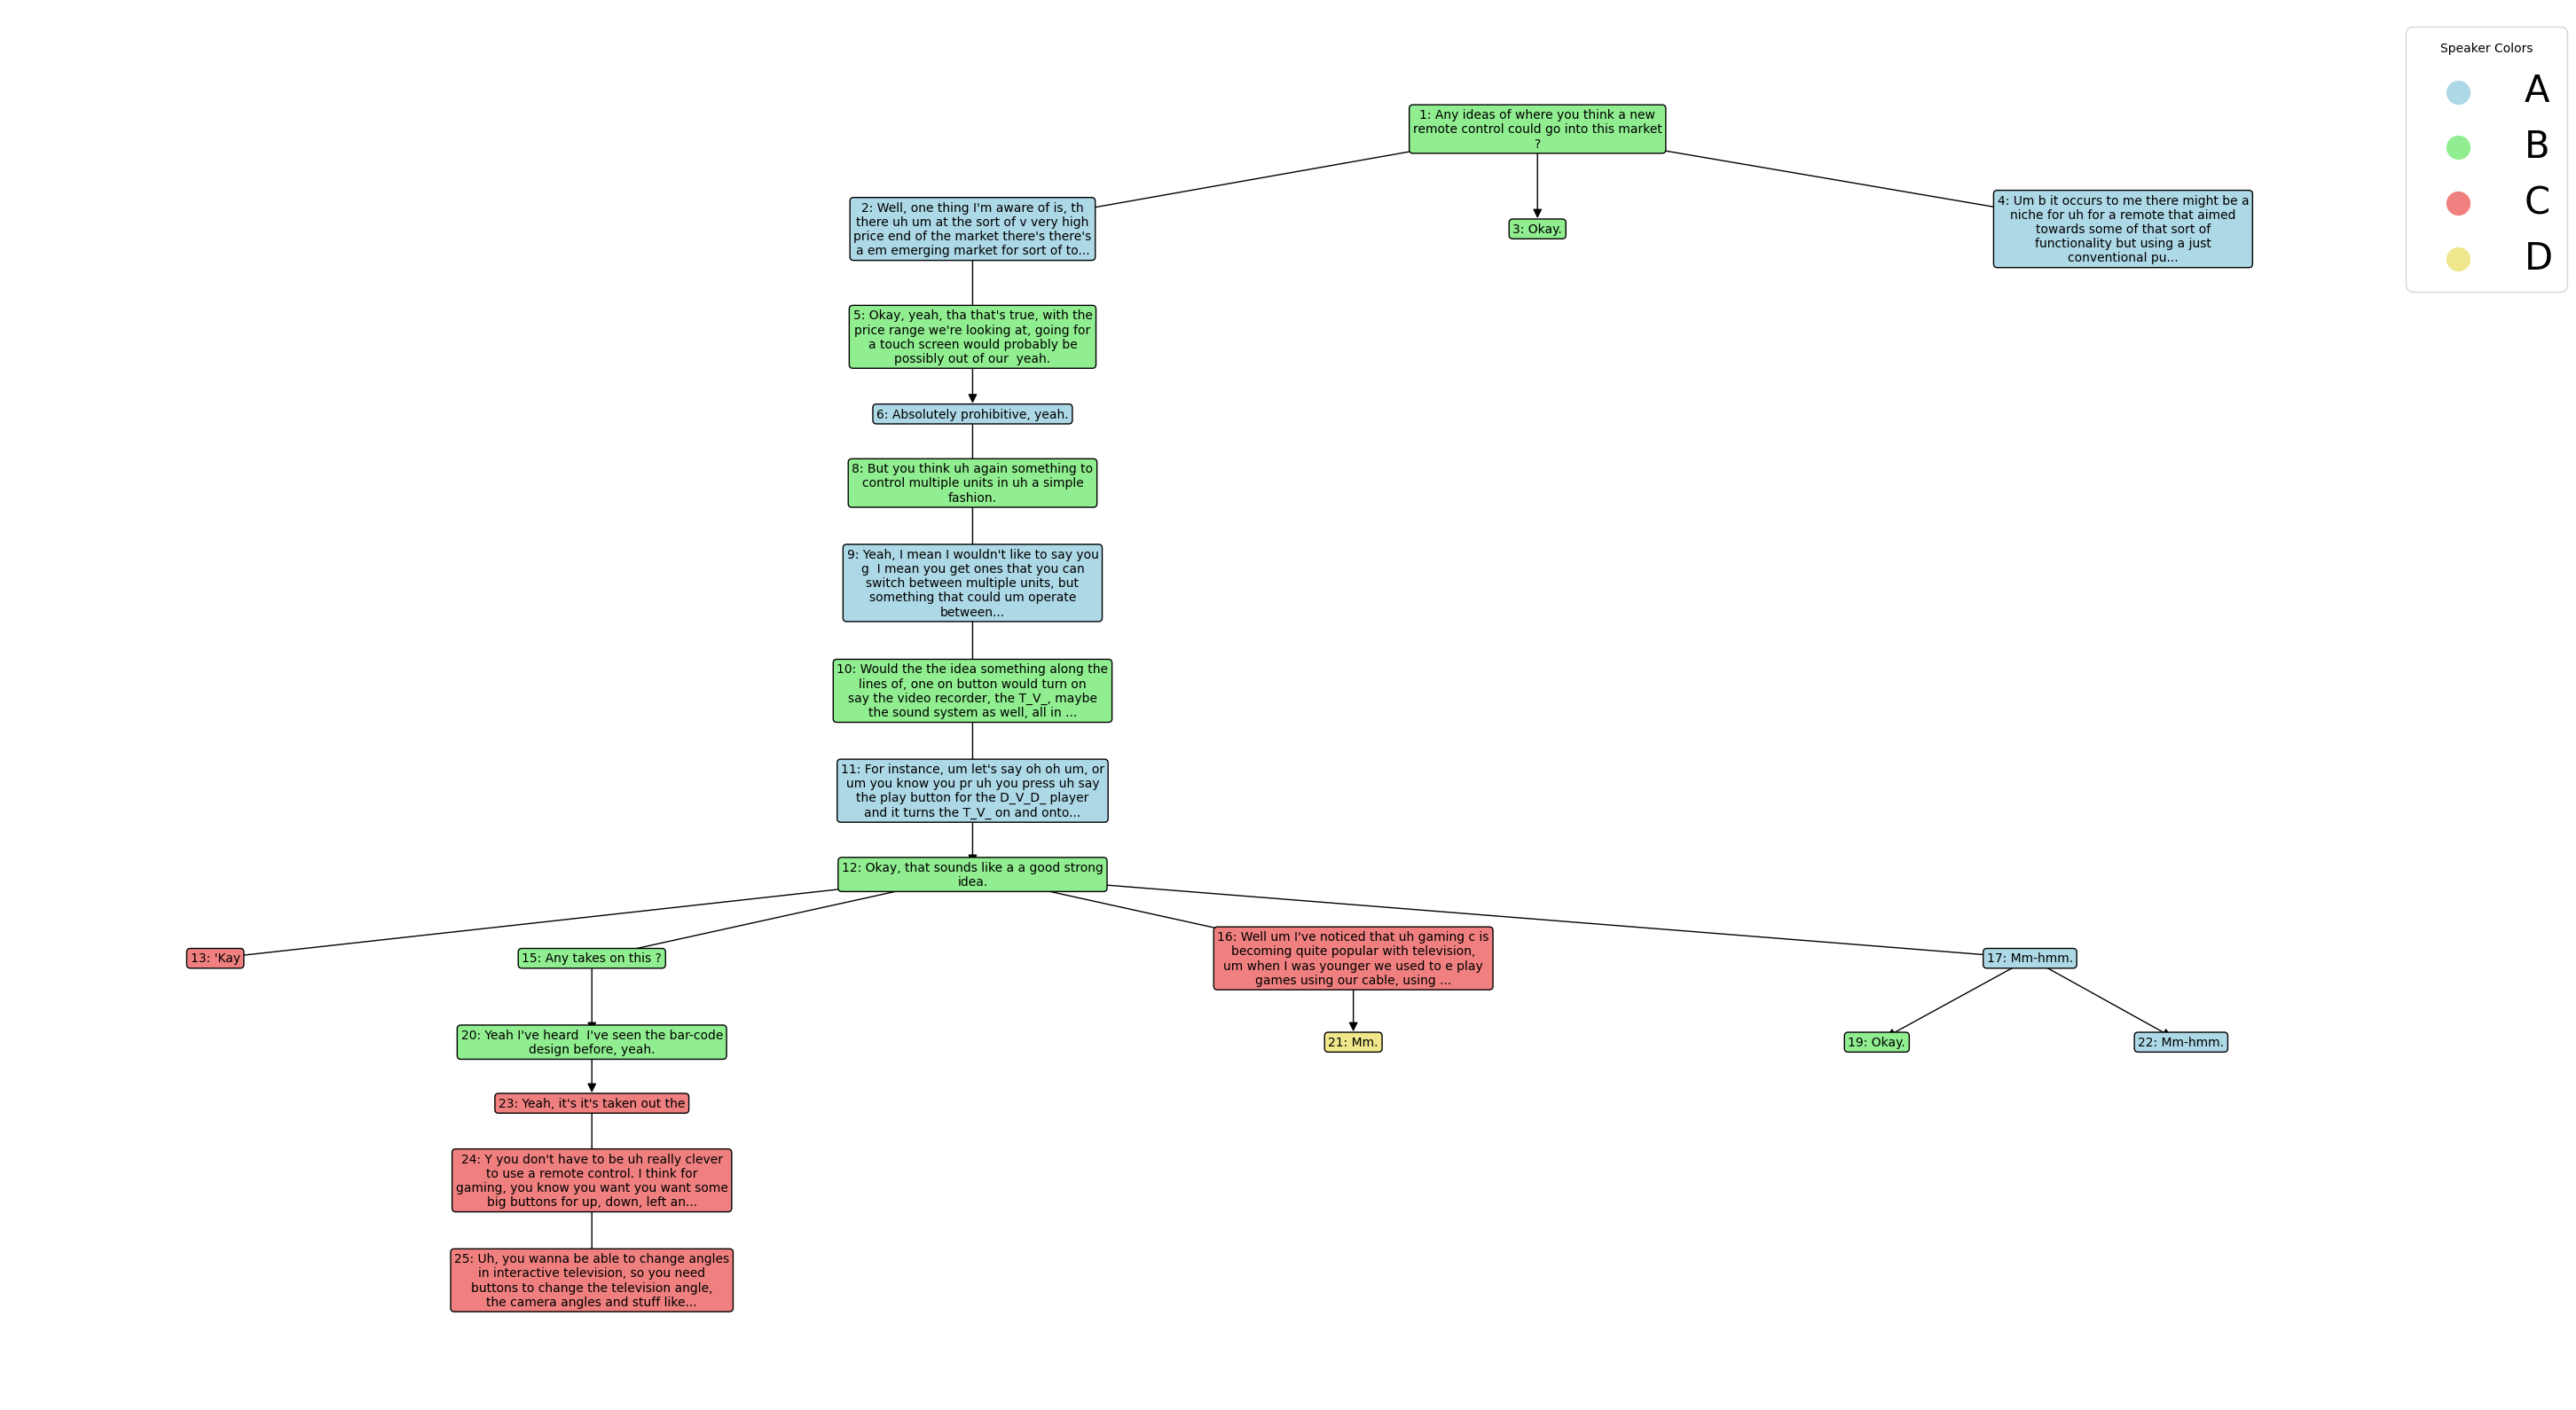 Speaker Colors
A
B
C
D
1: Any ideas of where you think a new
remote control could go into this market
?
2: Well, one thing I'm aware of is, th
there uh um at the sort of v very high
price end of the market there's there's
a em emerging market for sort of to...
3: Okay.
4: Um b it occurs to me there might be a
niche for uh for a remote that aimed
towards some of that sort of
functionality but using a just
conventional pu...
5: Okay, yeah, tha that's true, with the
price range we're looking at, going for
a touch screen would probably be
possibly out of our  yeah.
6: Absolutely prohibitive, yeah.
8: But you think uh again something to
control multiple units in uh a simple
fashion.
9: Yeah, I mean I wouldn't like to say you
g  I mean you get ones that you can
switch between multiple units, but
something that could um operate
between...
10: Would the the idea something along the
lines of, one on button would turn on
say the video recorder, the T_V_, maybe
the sound system as well, all in ...
11: For instance, um let's say oh oh um, or
um you know you pr uh you press uh say
the play button for the D_V_D_ player
and it turns the T_V_ on and onto...
12: Okay, that sounds like a a good strong
idea.
13: 'Kay
15: Any takes on this ?
16: Well um I've noticed that uh gaming c is
becoming quite popular with television,
um when I was younger we used to e play
games using our cable, using ...
17: Mm-hmm.
20: Yeah I've heard  I've seen the bar-code
design before, yeah.
21: Mm.
19: Okay.
22: Mm-hmm.
23: Yeah, it's it's taken out the
24: Y you don't have to be uh really clever
to use a remote control. I think for
gaming, you know you want you want some
big buttons for up, down, left an...
25: Uh, you wanna be able to change angles
in interactive television, so you need
buttons to change the television angle,
the camera angles and stuff like...